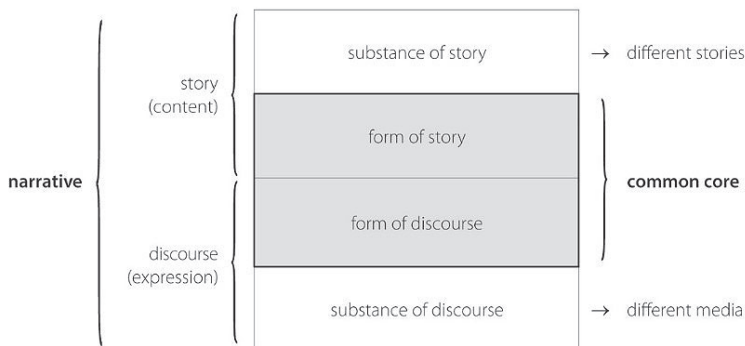 substance of story → different stories
story
(content)
form of story
narrative
common core
form of discourse
discourse
(expression)
substance of discourse → different media